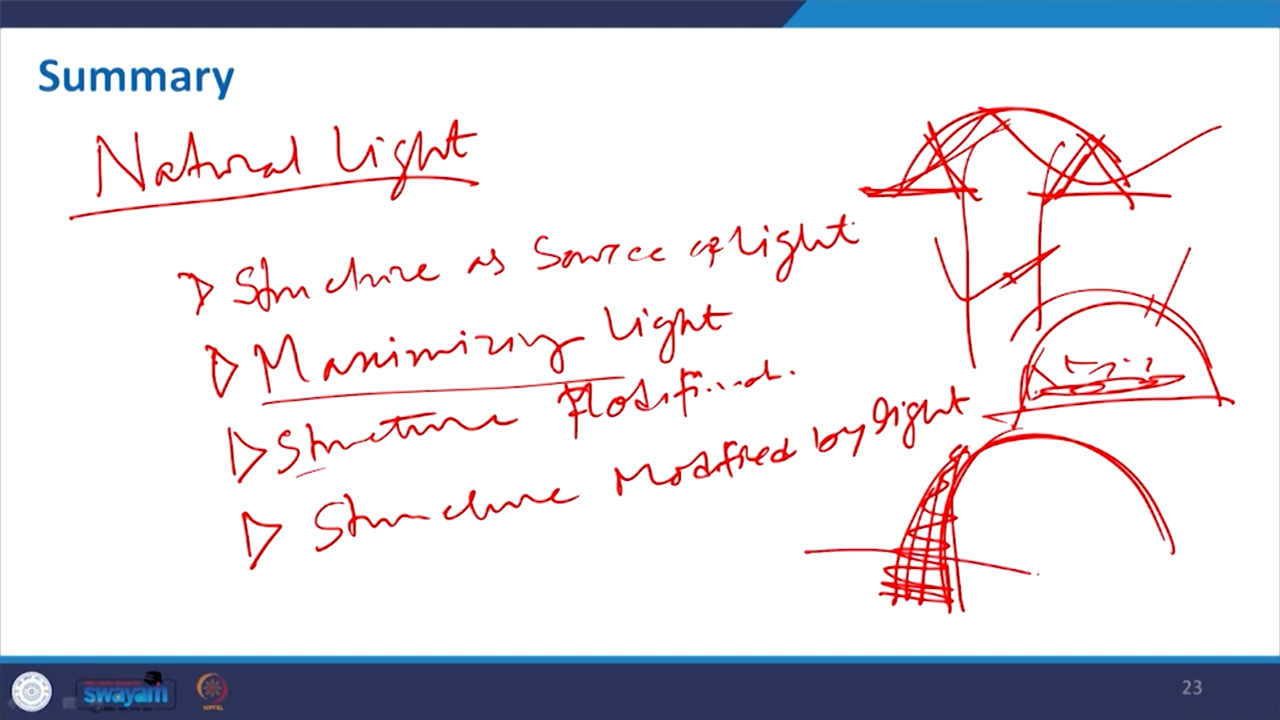 Summary
Natural Light
Structure as Source of Light
Maximizing Light
Structure Modified
Structure Modified by light
swayam
23